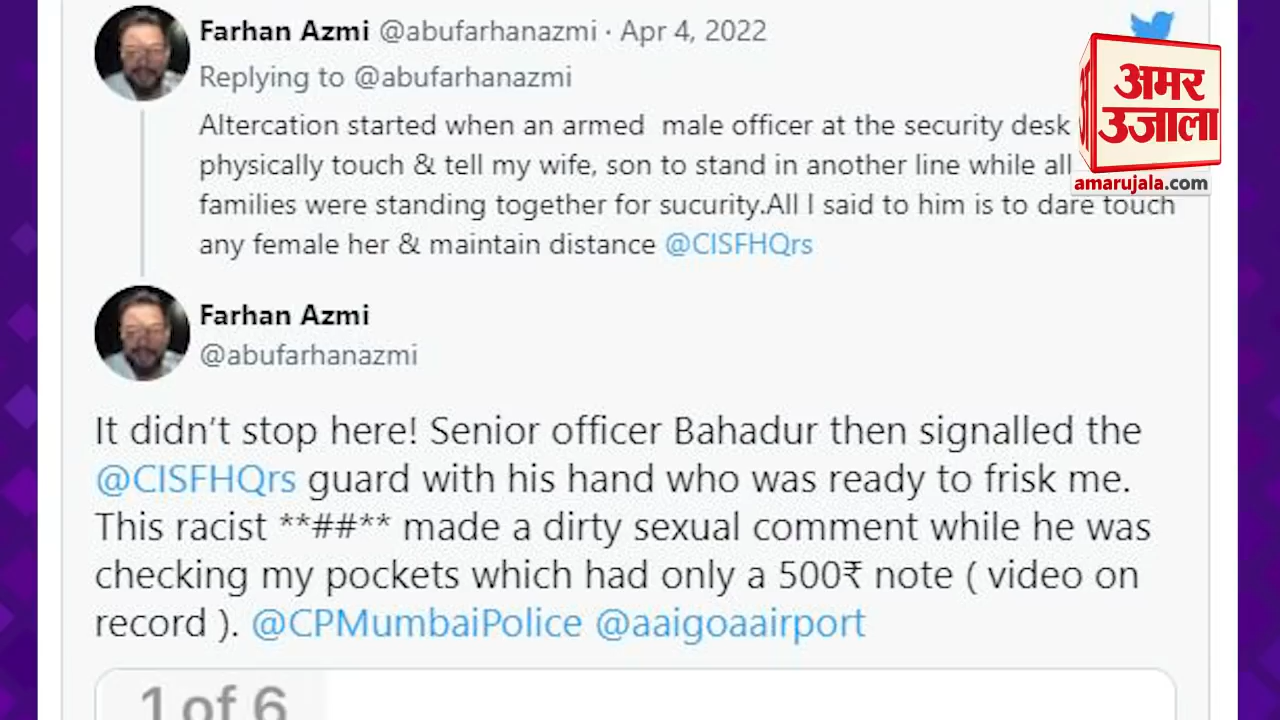 Farhan Azmi @abufarhanazmi · Apr 4, 2022
Replying to @abufarhanazmi
Altercation started when an armed male officer at the security desk
physically touch & tell my wife, son to stand in another line while all
families were standing together for sucurity.All I said to him is to dare touch
any female her & maintain distance @CISFHQrs
Farhan Azmi
@abufarhanazmi
It didn't stop here! Senior officer Bahadur then signalled the
@CISFHQrs guard with his hand who was ready to frisk me.
This racist **##** made a dirty sexual comment while he was
checking my pockets which had only a 500₹ note ( video on
record ). @CPMumbaiPolice @aaigoaairport
1 of 6
अमर
उजाला
amarujala.com